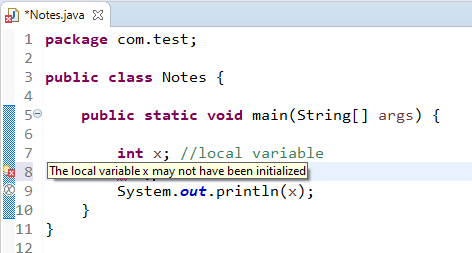 *Notes.java
1 package com.test;
2
3 public class Notes {
4
5 public static void main(String[] args) {
6
7 int x; //local variable
8 The local variable x may not have been initialized
9 System.out.println(x);
10 }
11 }
12